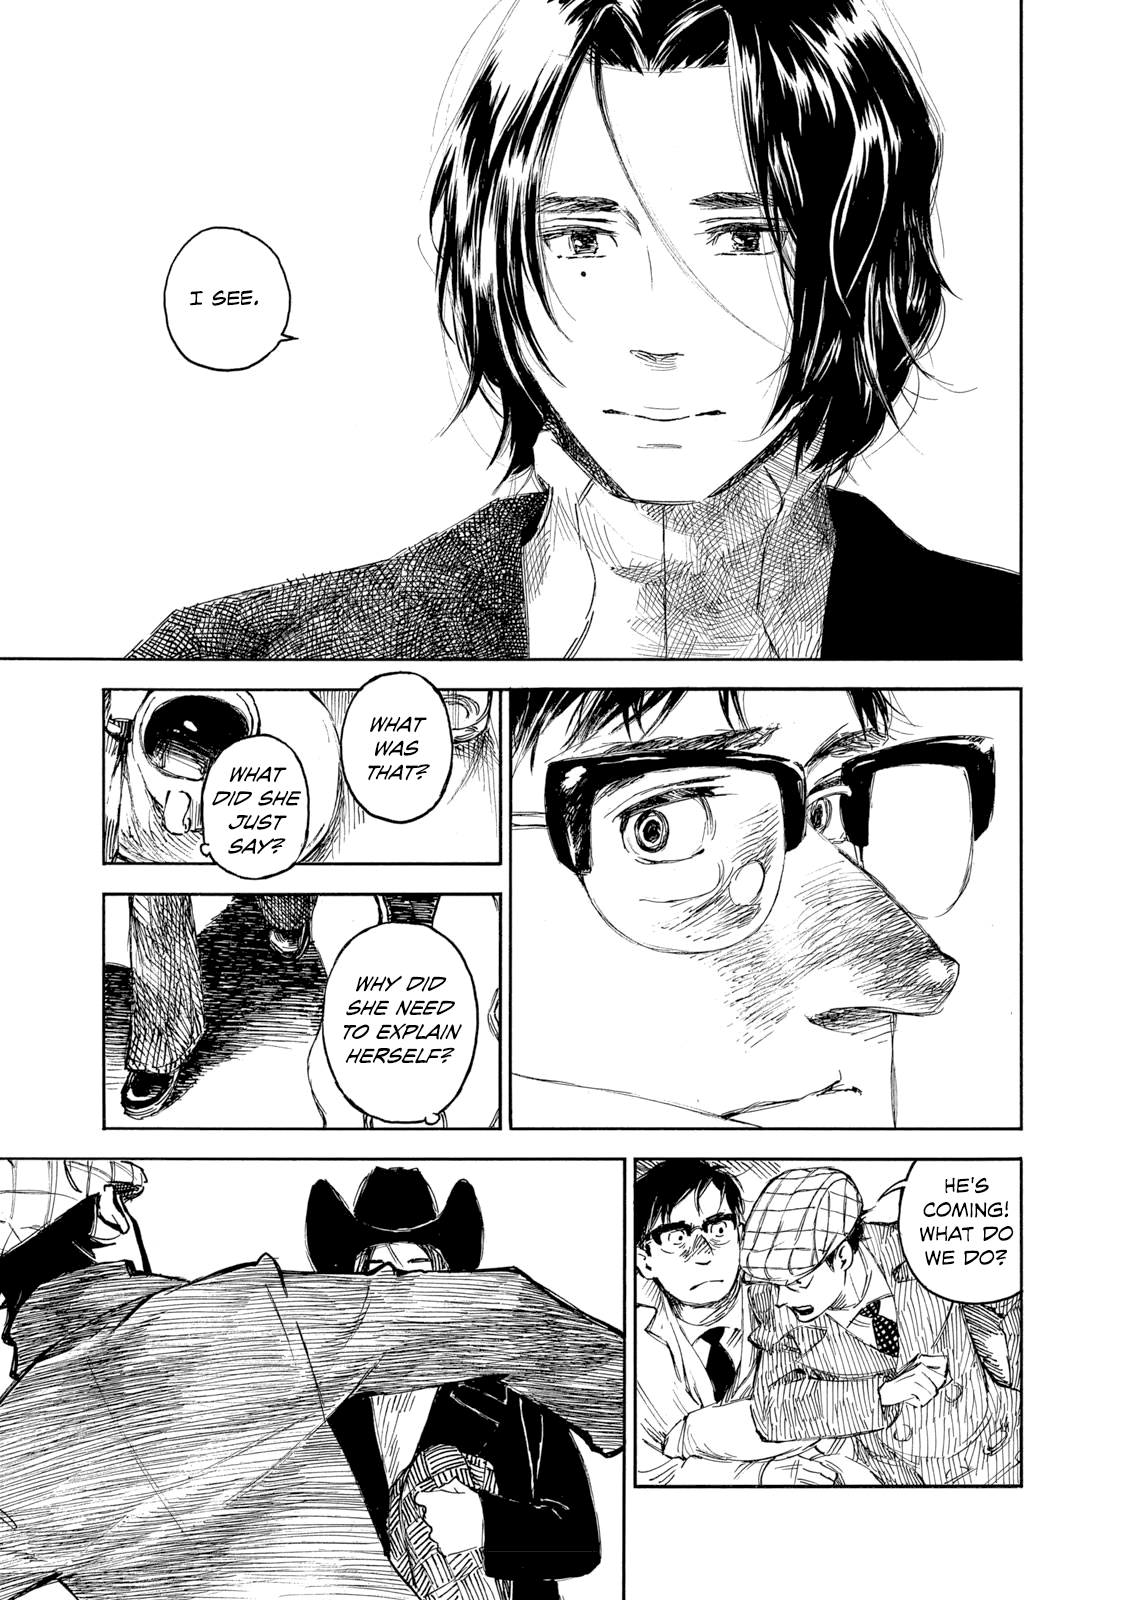 I SEE.
WHAT
WAS
THAT?
WHAT
DID SHE
JUST
SAY?
WHY DID
SHE NEED
TO EXPLAIN
HERSELF?
HE'S
COMING!
WHAT DO
WE DO?